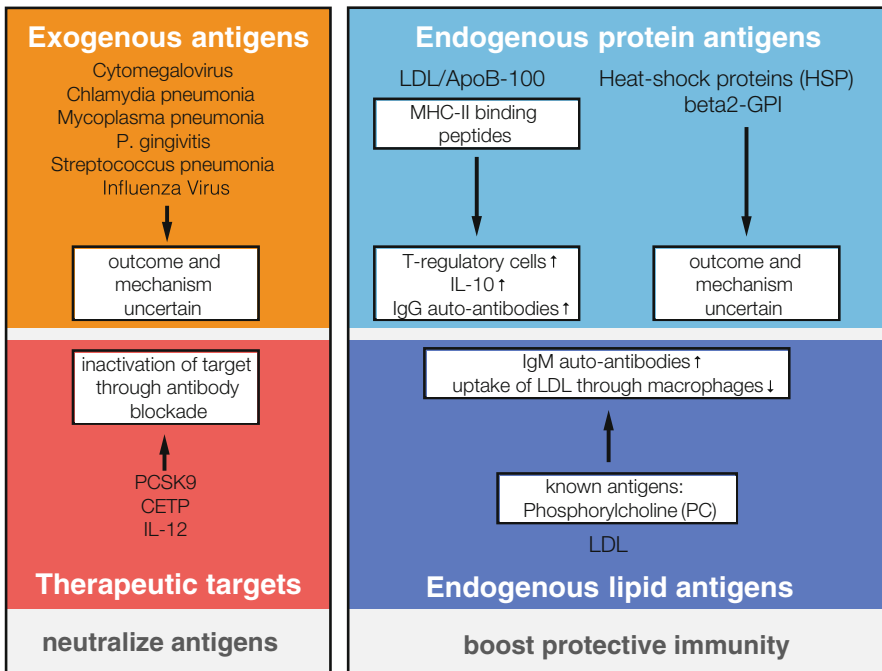 Exogenous antigens
Cytomegalovirus
Chlamydia pneumonia
Mycoplasma pneumonia
P. gingivitis
Streptococcus pneumonia
Influenza Virus
outcome and
mechanism
uncertain
inactivation of target
through antibody
blockade
PCSK9
CETP
IL-12
Therapeutic targets
neutralize antigens
Endogenous protein antigens
LDL/ApoB-100
MHC-II binding
peptides
T-regulatory cells ↑
IL-10 ↑
IgG auto-antibodies ↑
Heat-shock proteins (HSP)
beta2-GPI
outcome and
mechanism
uncertain
IgM auto-antibodies ↑
uptake of LDL through macrophages ↓
known antigens:
Phosphorylcholine (PC)
LDL
Endogenous lipid antigens
boost protective immunity